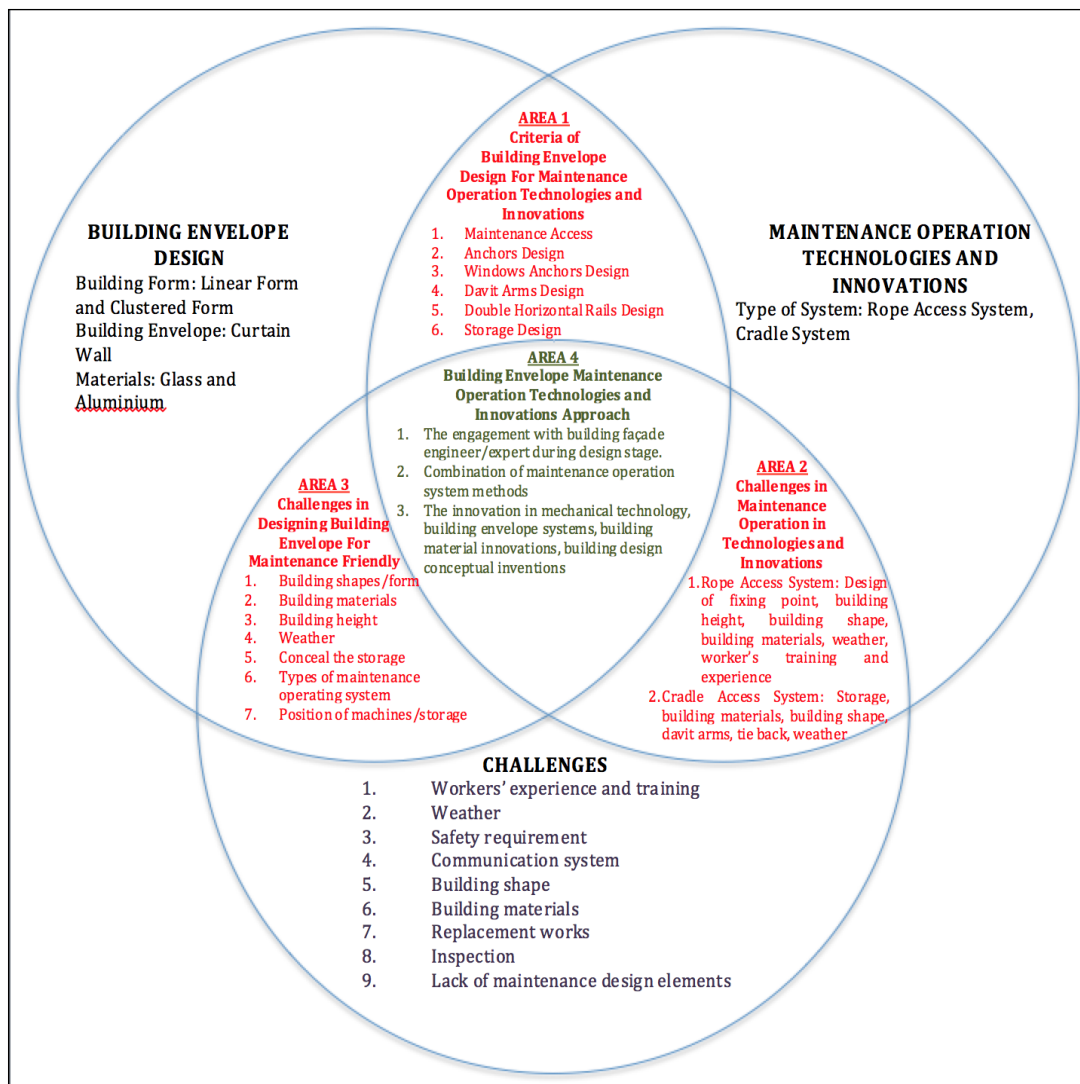 AREA 1
Criteria of
Building Envelope
Design For Maintenance
Operation Technologies and
Innovations
1. Maintenance Access
2. Anchors Design
3. Windows Anchors Design
4. Davit Arms Design
5. Double Horizontal Rails Design
6. Storage Design
BUILDING ENVELOPE
DESIGN
Building Form: Linear Form
and Clustered Form
Building Envelope: Curtain
Wall
Materials: Glass and
Aluminium
MAINTENANCE OPERATION
TECHNOLOGIES AND
INNOVATIONS
Type of System: Rope Access System,
Cradle System
AREA 4
Building Envelope Maintenance
Operation Technologies and
Innovations Approach
1. The engagement with building façade
engineer/expert during design stage.
2. Combination of maintenance operation
system methods
3. The innovation in mechanical technology,
building envelope systems, building
material innovations, building design
conceptual inventions
AREA 3
Challenges in
Designing Building
Envelope For
Maintenance Friendly
1. Building shapes/form
2. Building materials
3. Building height
4. Weather
5. Conceal the storage
6. Types of maintenance
operating system
7. Position of machines/storage
AREA 2
Challenges in
Maintenance
Operation in
Technologies and
Innovations
1. Rope Access System: Design
of fixing point, building
height, building shape,
building materials, weather,
worker's training and
experience
2. Cradle Access System: Storage,
building materials, building shape,
davit arms, tie back, weather
CHALLENGES
1. Workers' experience and training
2. Weather
3. Safety requirement
4. Communication system
5. Building shape
6. Building materials
7. Replacement works
8. Inspection
9. Lack of maintenance design elements